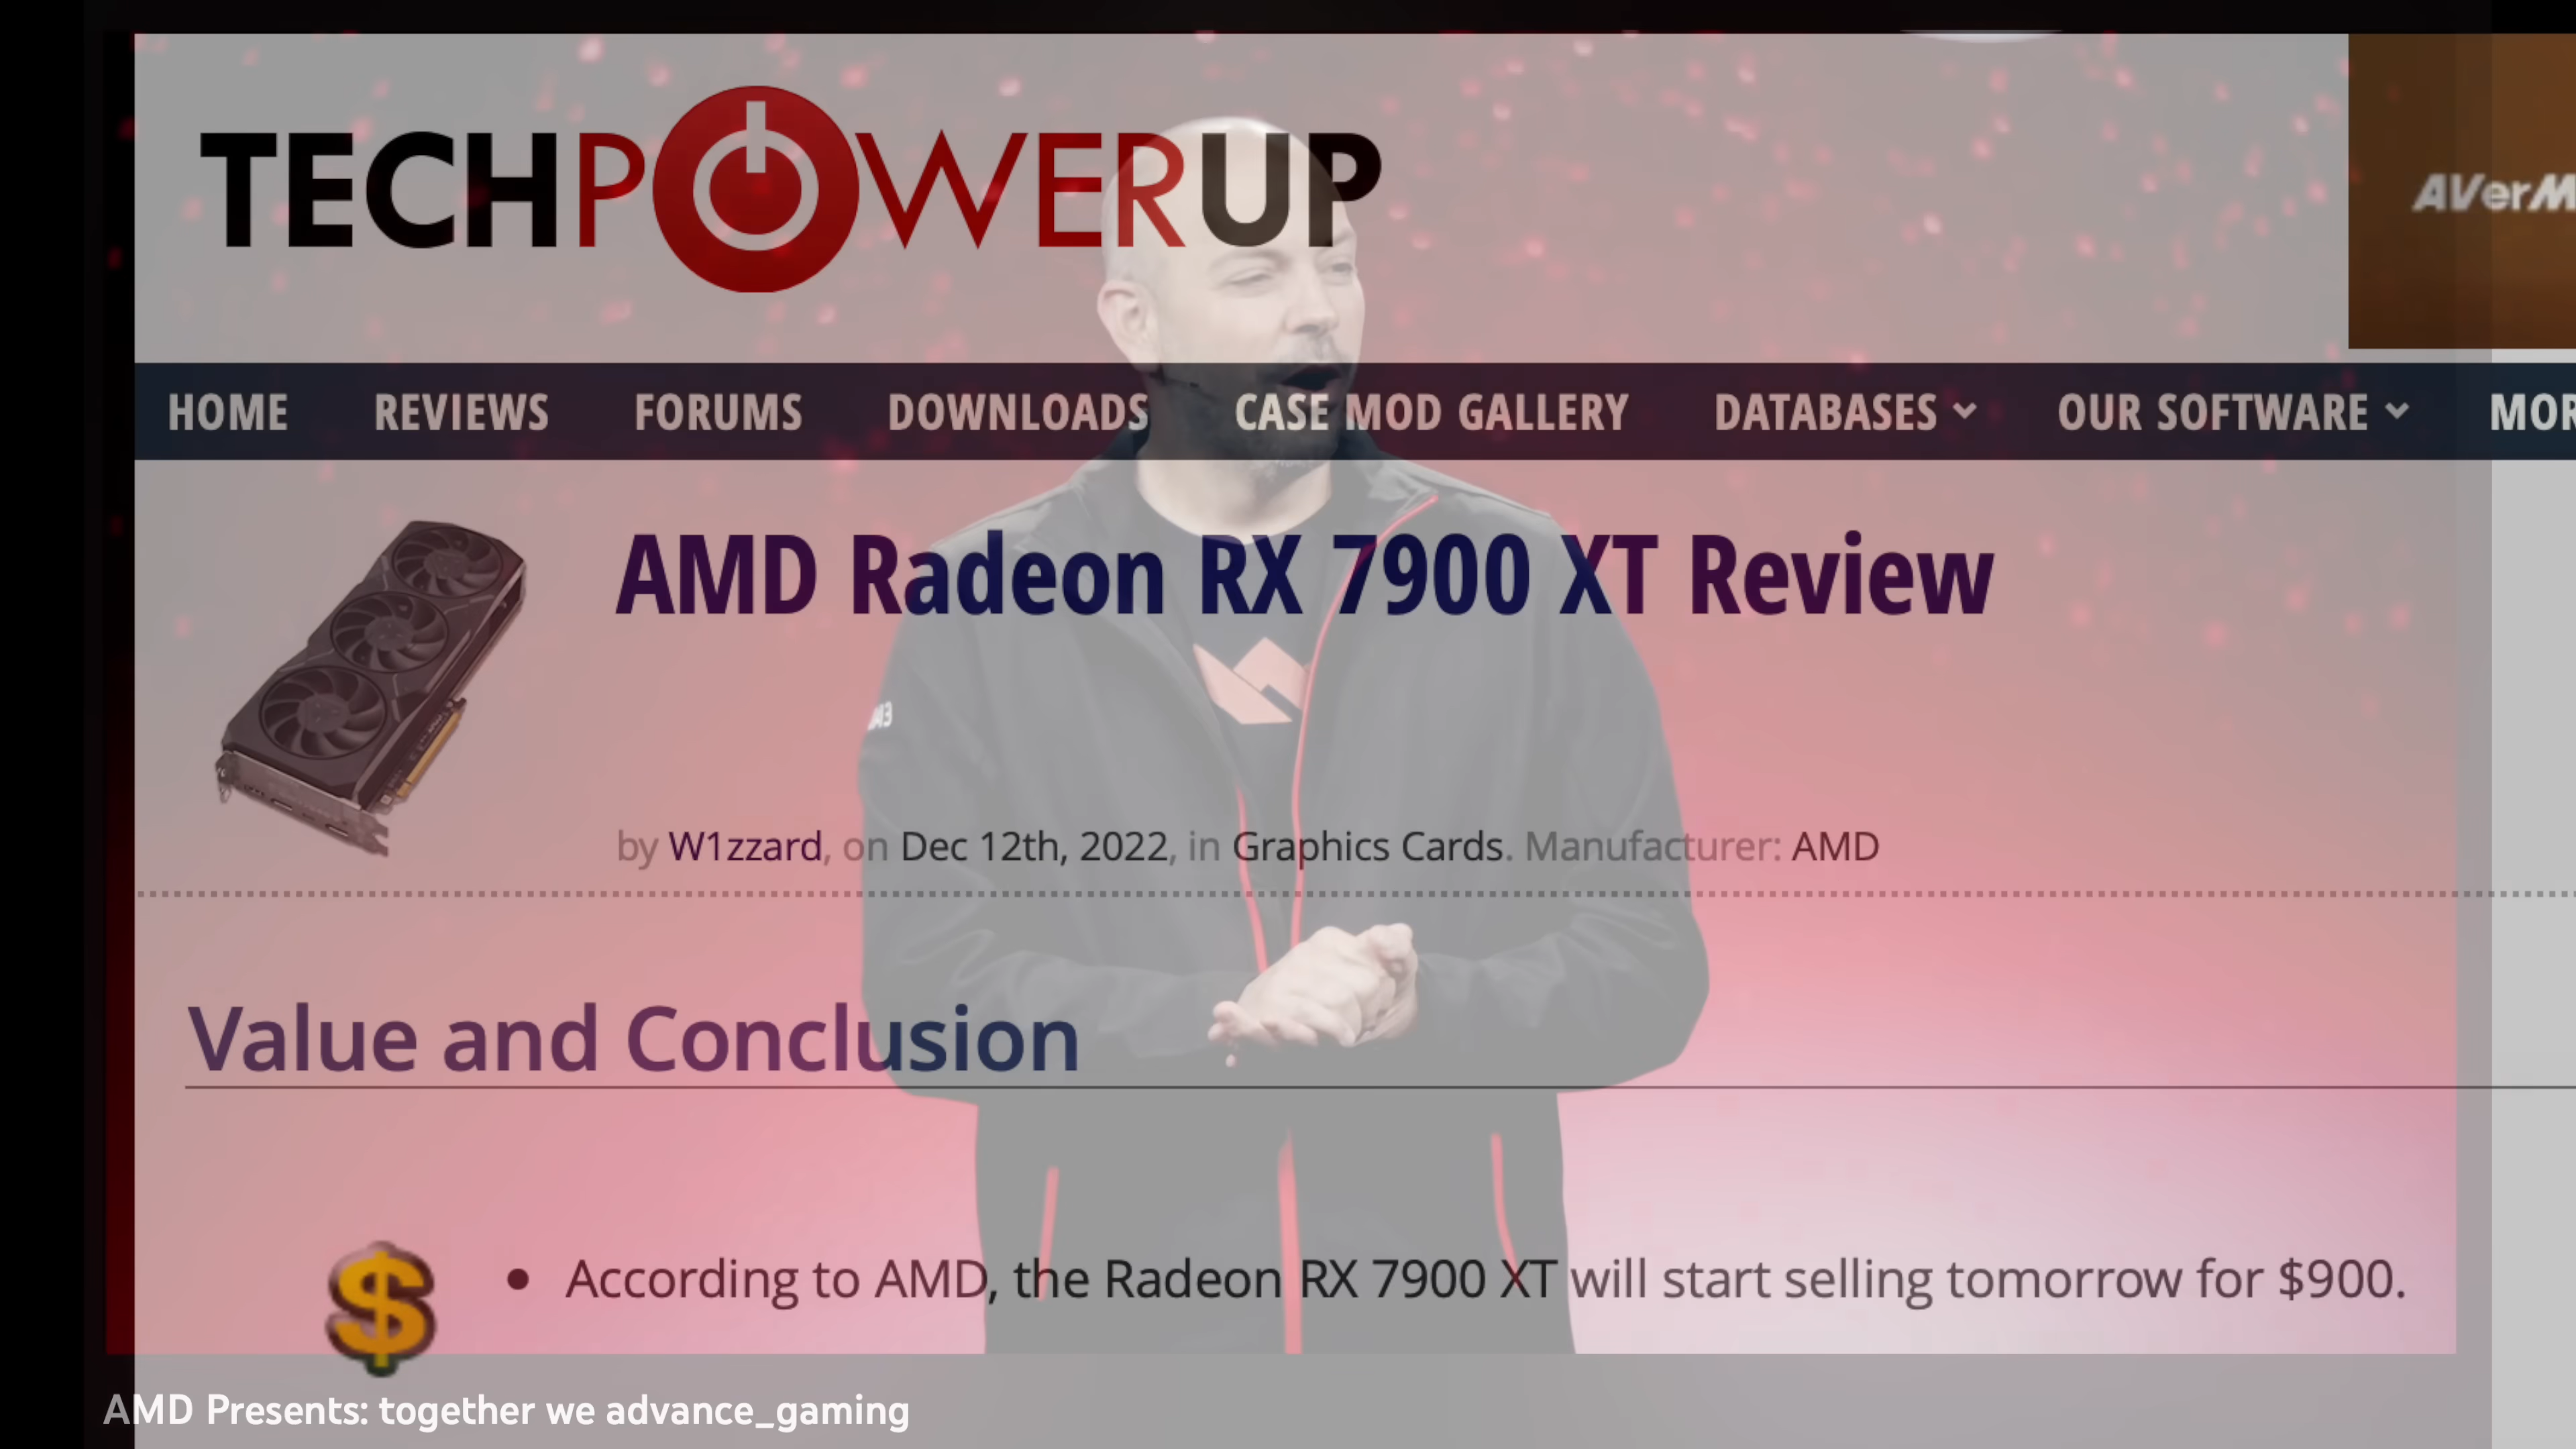 TECHPOWERUP
AVerM
HOME REVIEWS FORUMS DOWNLOADS CASE MOD GALLERY DATABASES OUR SOFTWARE MOR
AMD Radeon RX 7900 XT Review
by W1zzard, on Dec 12th, 2022, in Graphics Cards. Manufacturer: AMD
Value and Conclusion
$
• According to AMD, the Radeon RX 7900 XT will start selling tomorrow for $900.
AMD Presents: together we advance_gaming